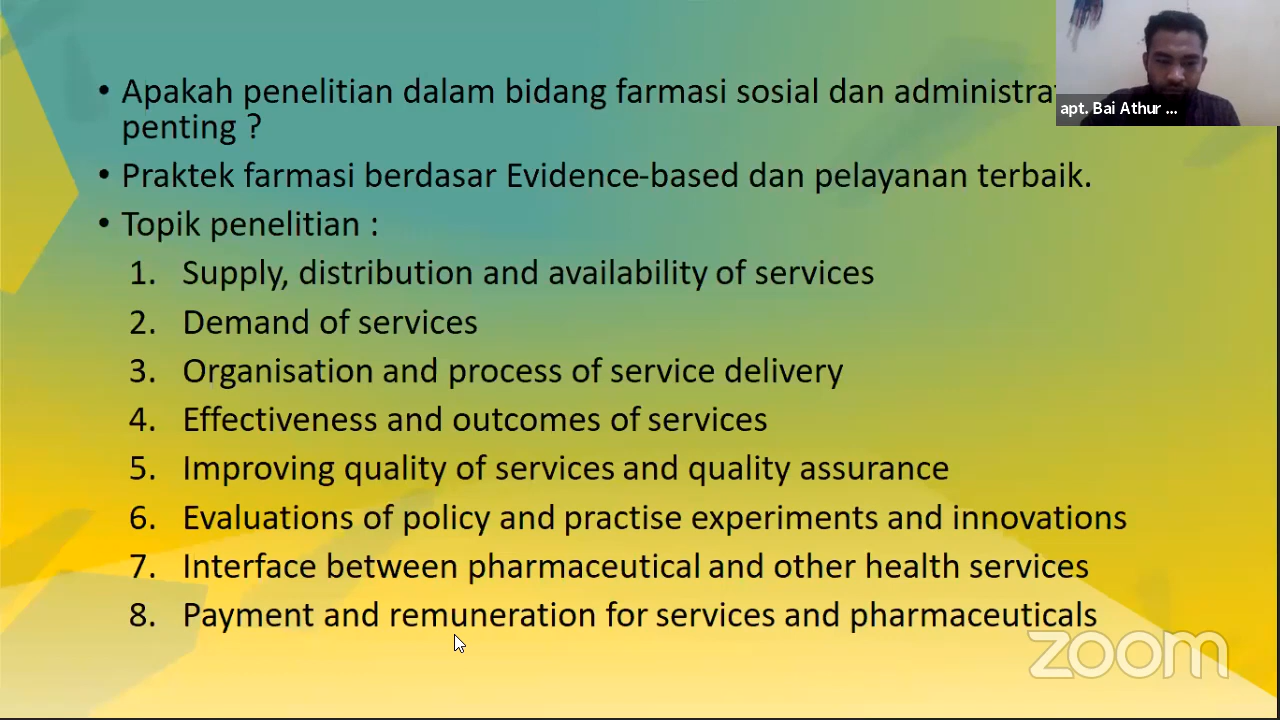 • Apakah penelitian dalam bidang farmasi sosial dan
penting ?
• Praktek farmasi berdasar Evidence-based dan pelayanan terbaik.
• Topik penelitian :
1. Supply, distribution and availability of services
2. Demand of services
3. Organisation and process of service delivery
4. Effectiveness and outcomes of services
5. Improving quality of services and quality assurance
6. Evaluations of policy and practise experiments and innovations
7. Interface between pharmaceutical and other health services
8. Payment and remuneration for services and pharmaceuticals
apt. Bai Athur ...
zoom